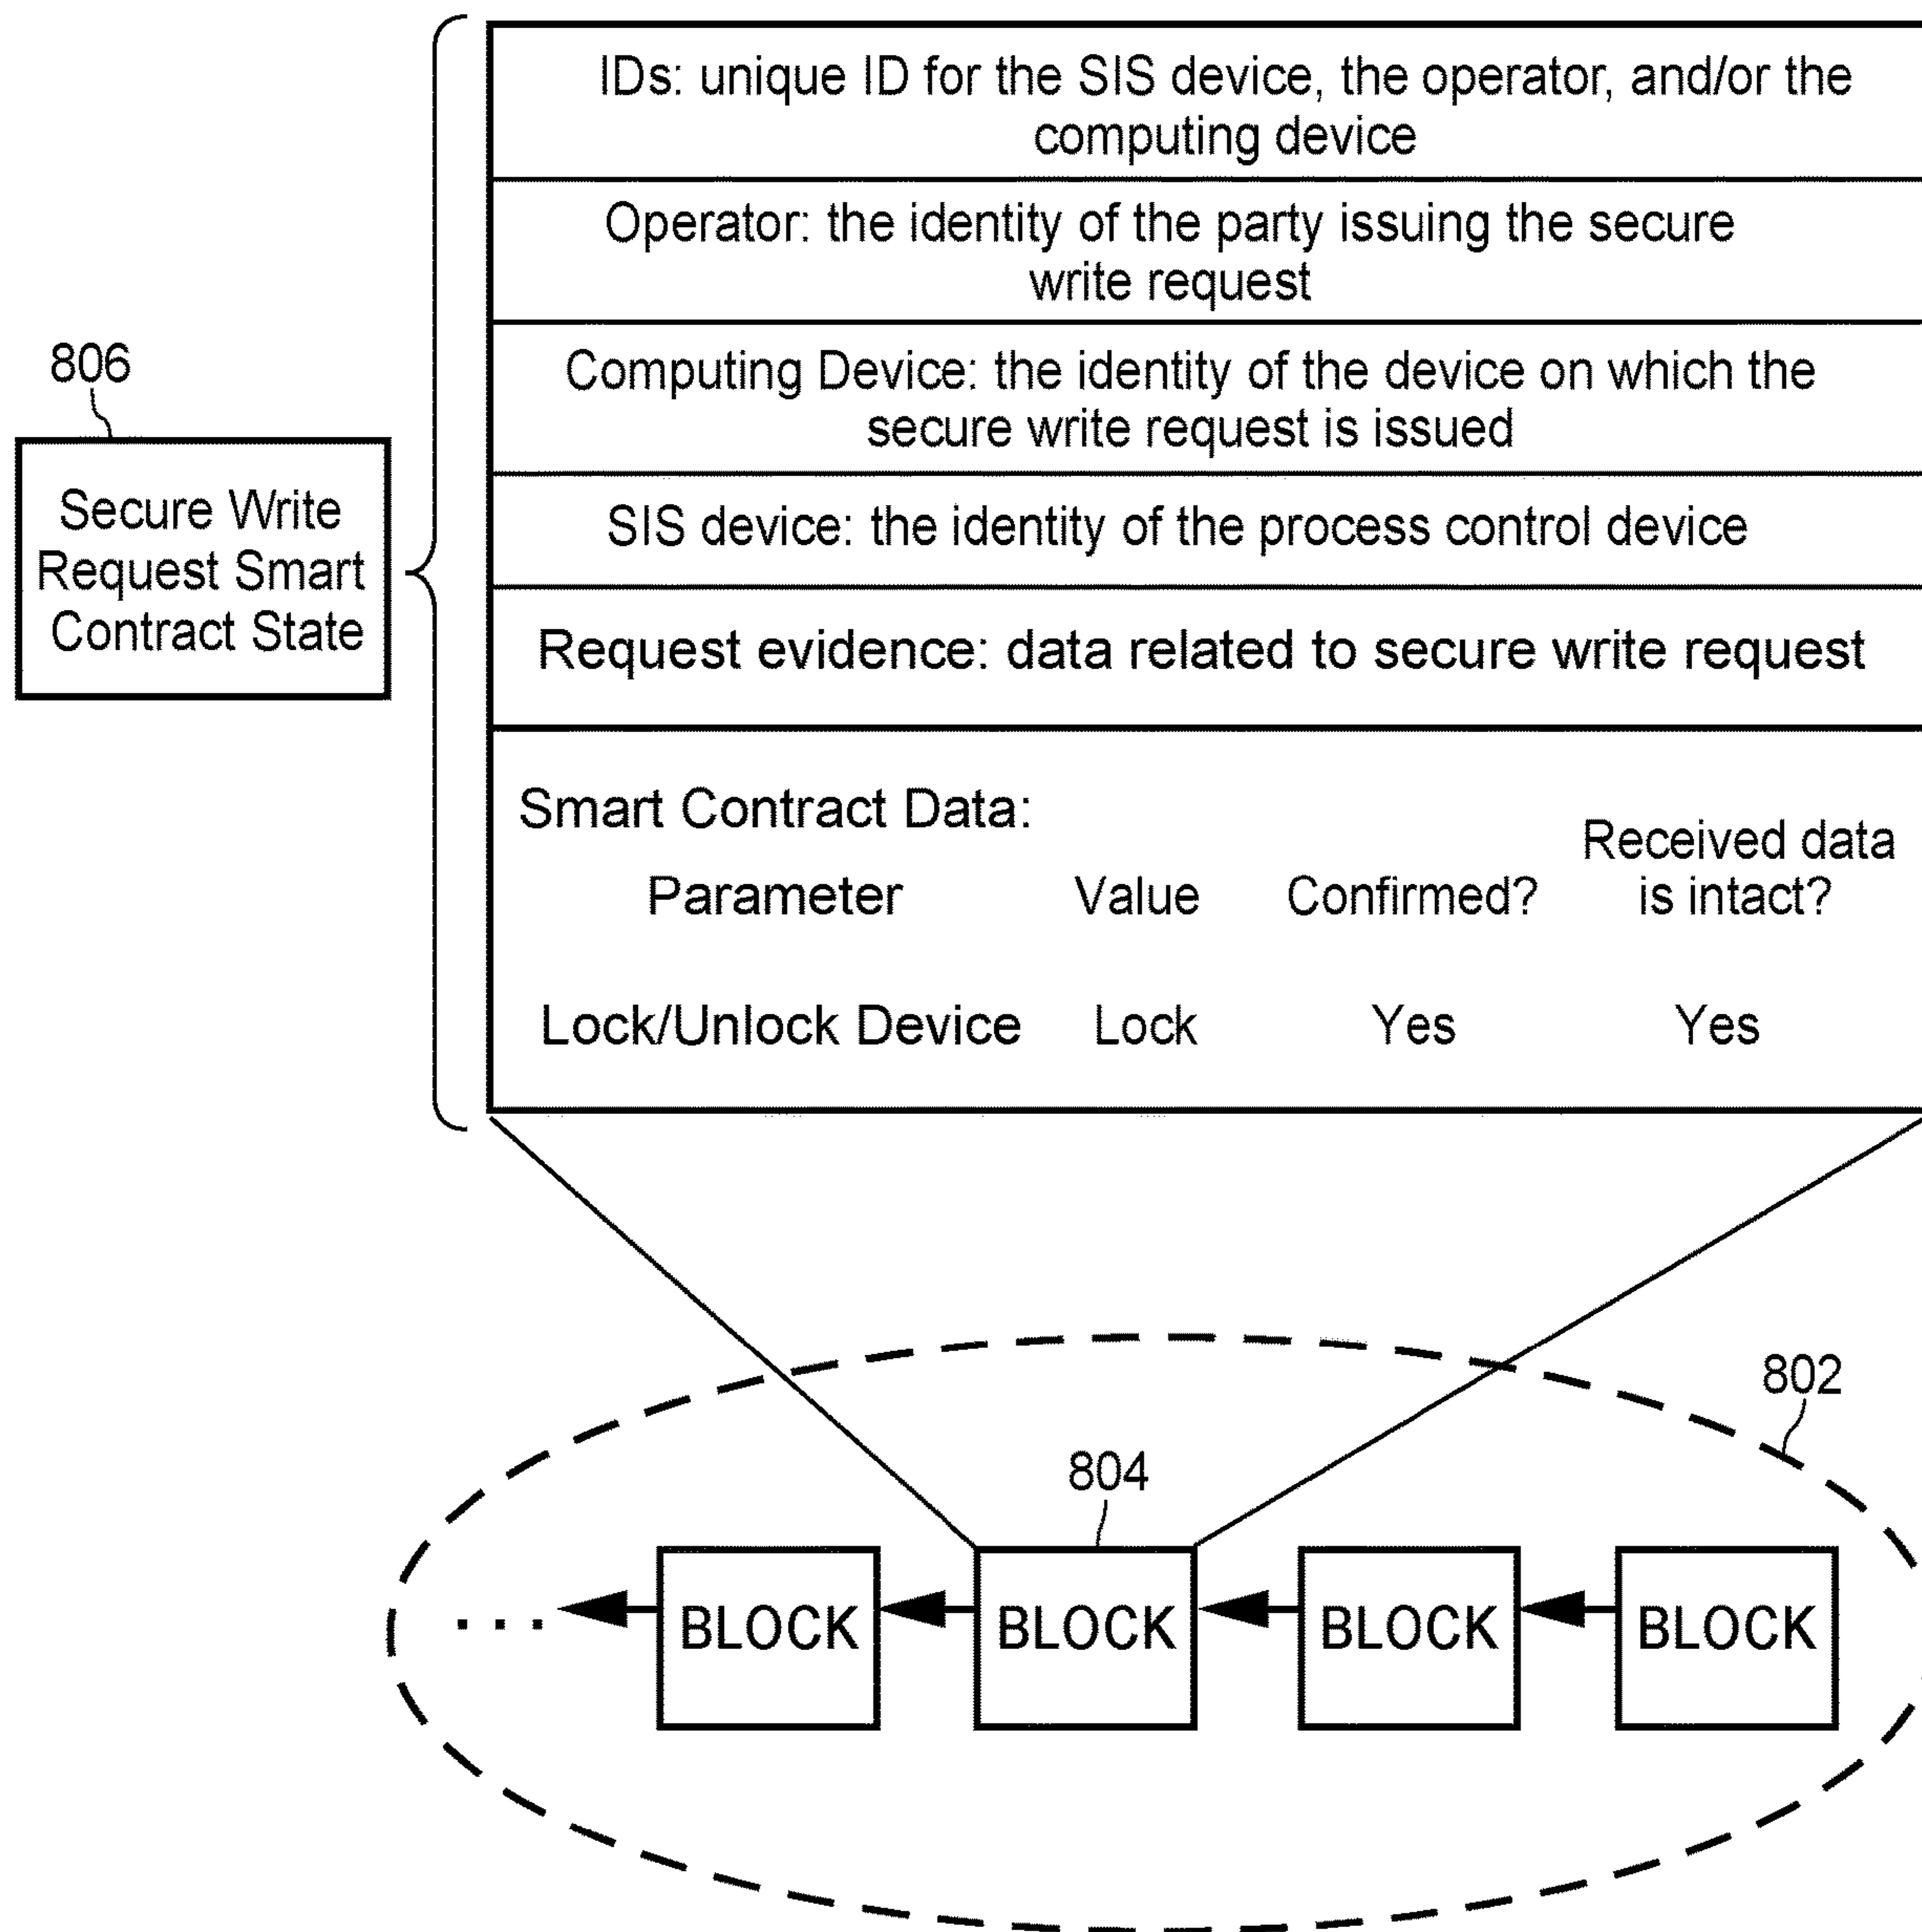 IDs: unique ID for the SIS device, the operator, and/or the
computing device
Operator: the identity of the party issuing the secure
write request
Computing Device: the identity of the device on which the
secure write request is issued
SIS device: the identity of the process control device
Request evidence: data related to secure write request
806
Secure Write
Request Smart
Contract State
Smart Contract Data:
Parameter Value Confirmed? Received data
is intact?
Lock/Unlock Device Lock Yes Yes
802
804
... BLOCK BLOCK BLOCK BLOCK